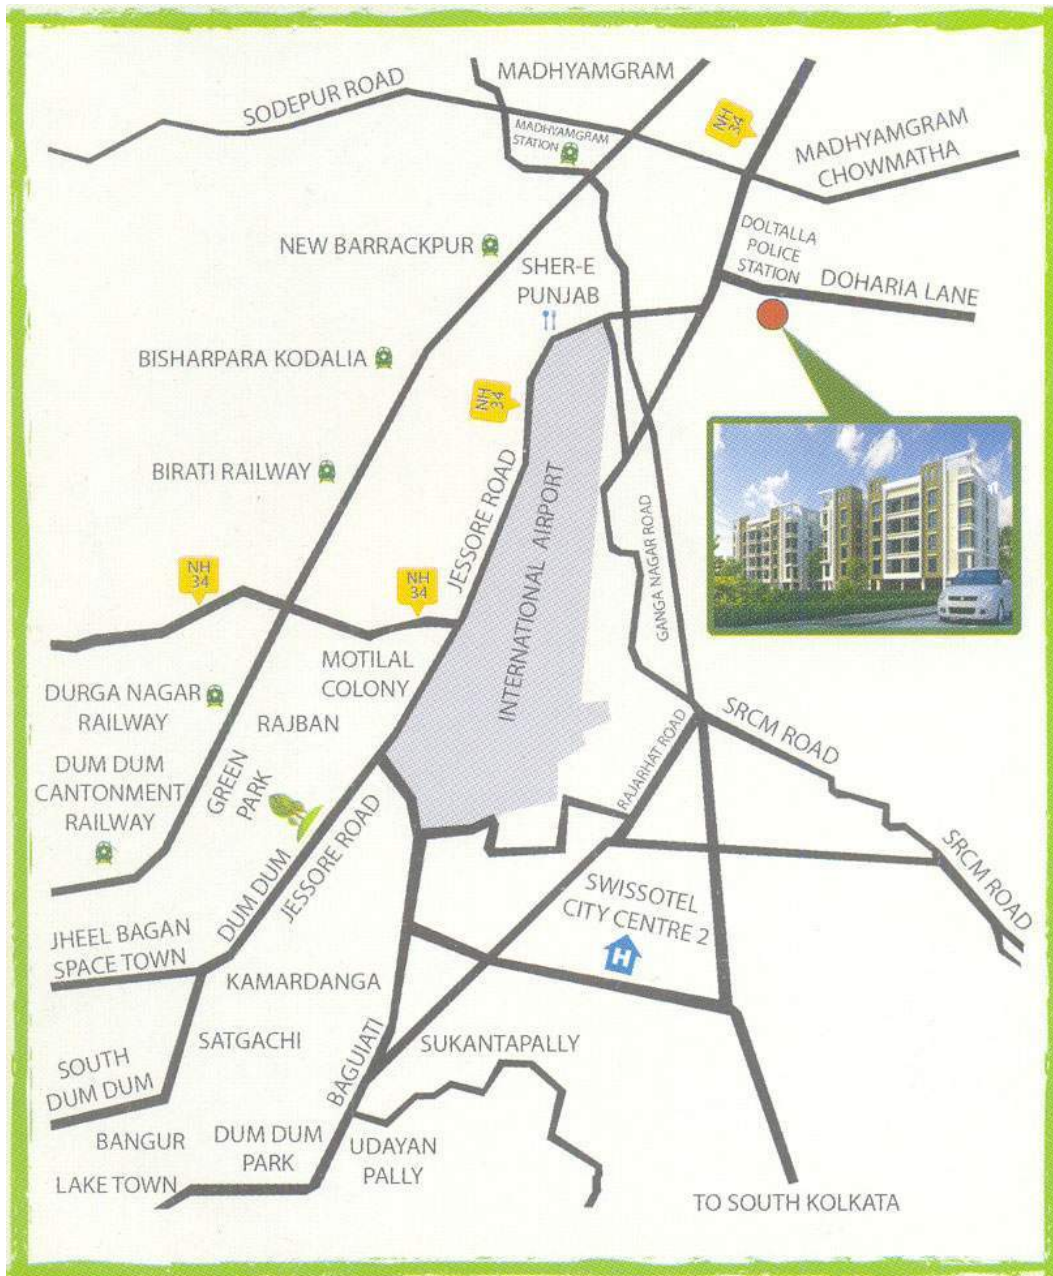 MADHYAMGRAM
SODEPUR ROAD
NH
34
MADHYAMGRAM
STATION
MADHYAMGRAM
CHOWMATHA
NEW BARRACKPUR
DOLTALLA
POLICE
STATION
SHER-E
PUNJAB
DOHARIA LANE
BISHARPARA KODALIA
NH
34
BIRATI RAILWAY
JESSORE ROAD
INTERNATIONAL AIRPORT
GANGA NAGAR ROAD
NH
34
NH
34
MOTILAL
COLONY
DURGA NAGAR
RAILWAY
RAJBAN
SRCM ROAD
RAJARHAT ROAD
DUM DUM
CANTONMENT
RAILWAY
GREEN
PARK
DUM DUM
JESSORE ROAD
SRCM ROAD
SWISSOTEL
CITY CENTRE 2
H
JHEEL BAGAN
SPACE TOWN
KAMARDANGA
SATGACHI
BAGUIATI
SUKANTAPALLY
SOUTH
DUM DUM
BANGUR
DUM DUM
PARK
UDAYAN
PALLY
LAKE TOWN
TO SOUTH KOLKATA